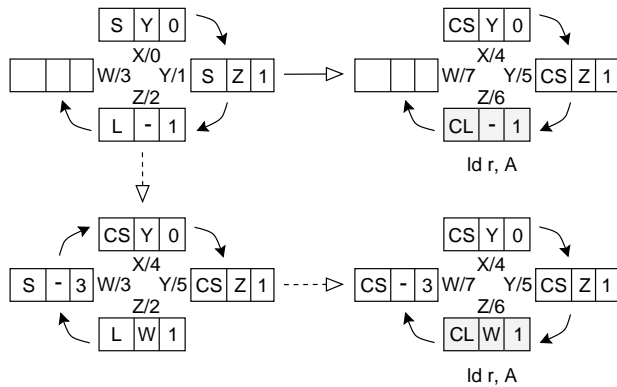 S Y 0
X/0
W/3 Y/1
S Z 1
Z/2
L - 1
CS Y 0
X/4
W/7 Y/5
CS Z 1
Z/6
CL - 1
ld r, A
CS Y 0
X/4
S - 3
W/3 Y/5
CS Z 1
Z/2
L W 1
CS Y 0
X/4
CS - 3
W/7 Y/5
CS Z 1
Z/6
CL W 1
ld r, A